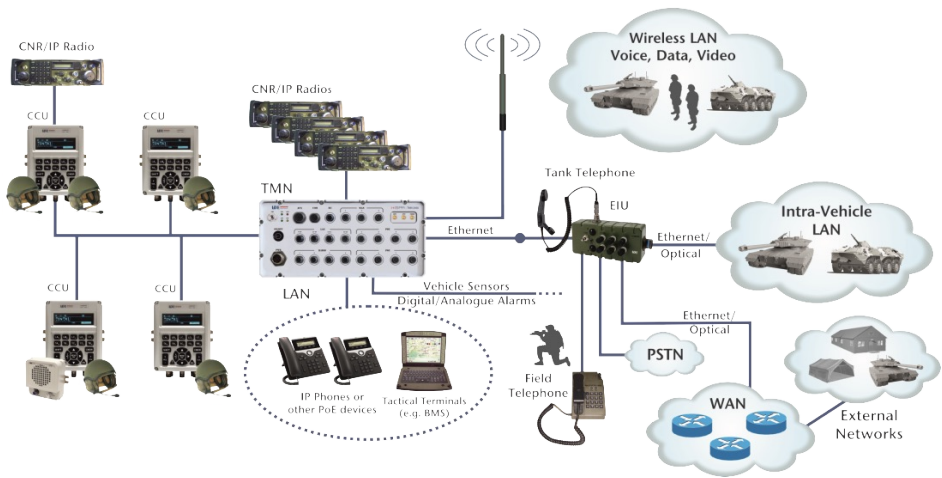 CNR/IP Radio
CCU
CCU
CNR/IP Radios
TMN
Wireless LAN
Voice, Data, Video
Tank Telephone
EIU
Ethernet
Ethernet/
Optical
Intra-Vehicle
LAN
LAN
Vehicle Sensors
Digital/Analogue Alarms
CCU
CCU
IP Phones or
other PoE devices
Tactical Terminals
(e.g. BMS)
Field
Telephone
PSTN
Ethernet/
Optical
WAN
External
Networks